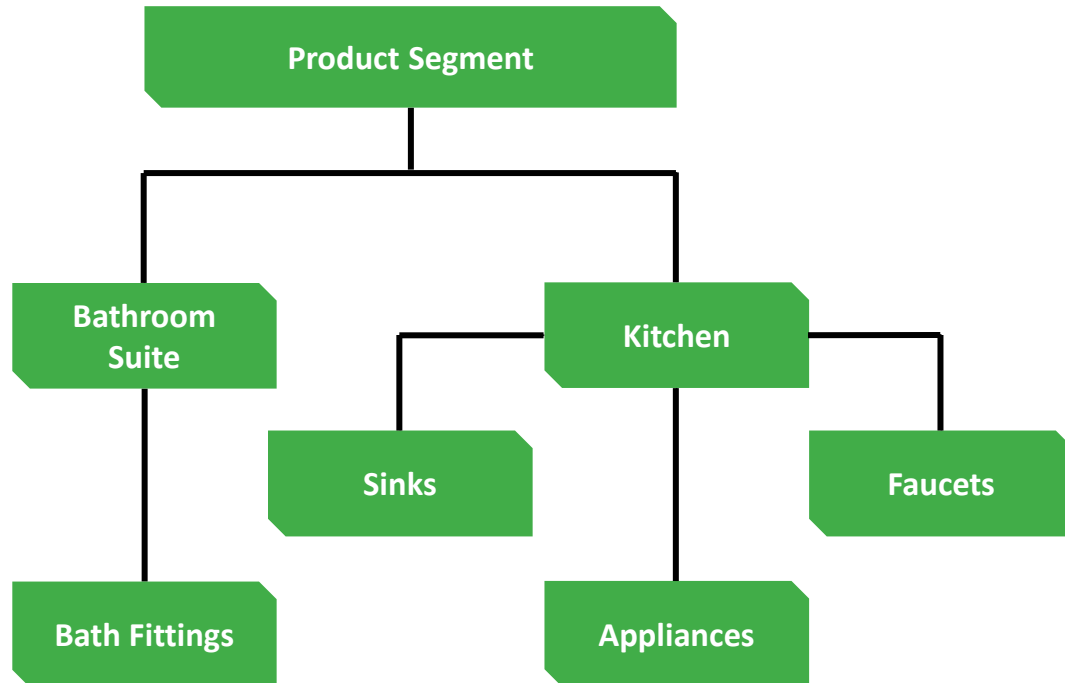 Product Segment
Bathroom
Suite
Kitchen
Sinks
Faucets
Bath Fittings
Appliances